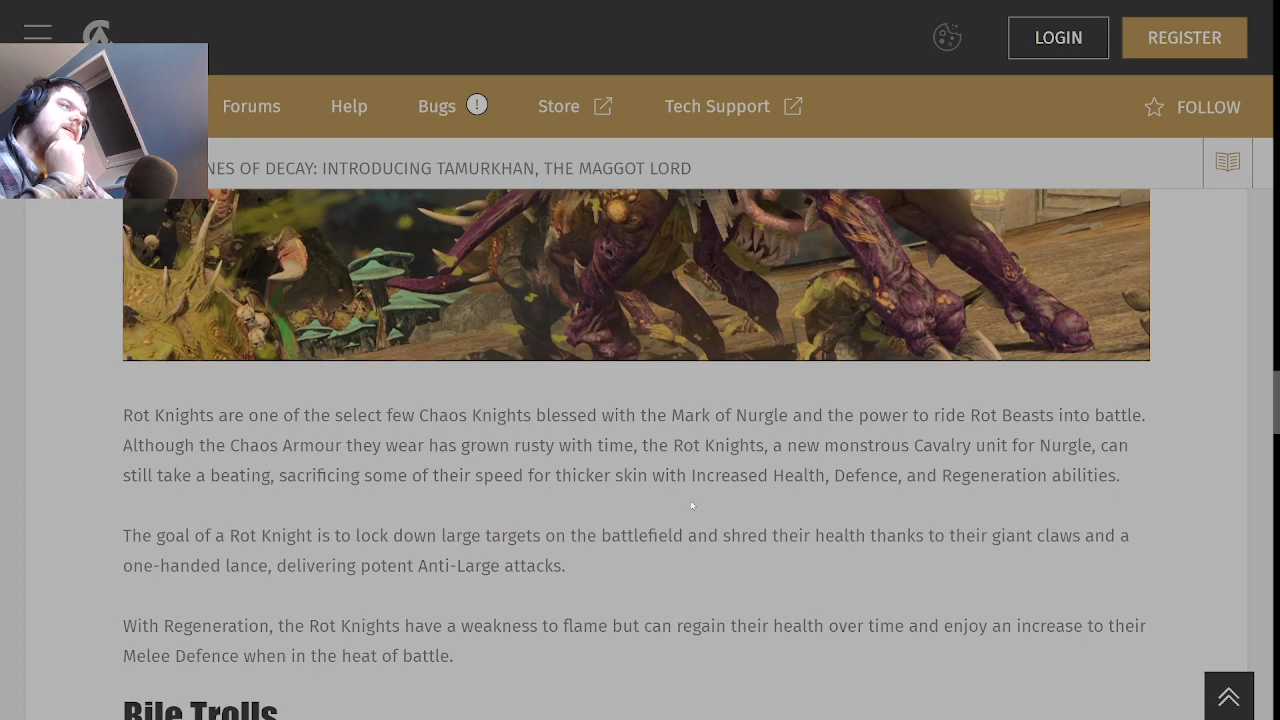 LOGIN
REGISTER
Forums
Help
Bugs
Store
Tech Support
FOLLOW
NES OF DECAY: INTRODUCING TAMURKHAN, THE MAGGOT LORD
Rot Knights are one of the select few Chaos Knights blessed with the Mark of Nurgle and the power to ride Rot Beasts into battle.
Although the Chaos Armour they wear has grown rusty with time, the Rot Knights, a new monstrous Cavalry unit for Nurgle, can
still take a beating, sacrificing some of their speed for thicker skin with Increased Health, Defence, and Regeneration abilities.
The goal of a Rot Knight is to lock down large targets on the battlefield and shred their health thanks to their giant claws and a
one-handed lance, delivering potent Anti-Large attacks.
With Regeneration, the Rot Knights have a weakness to flame but can regain their health over time and enjoy an increase to their
Melee Defence when in the heat of battle.
Bile Trolls